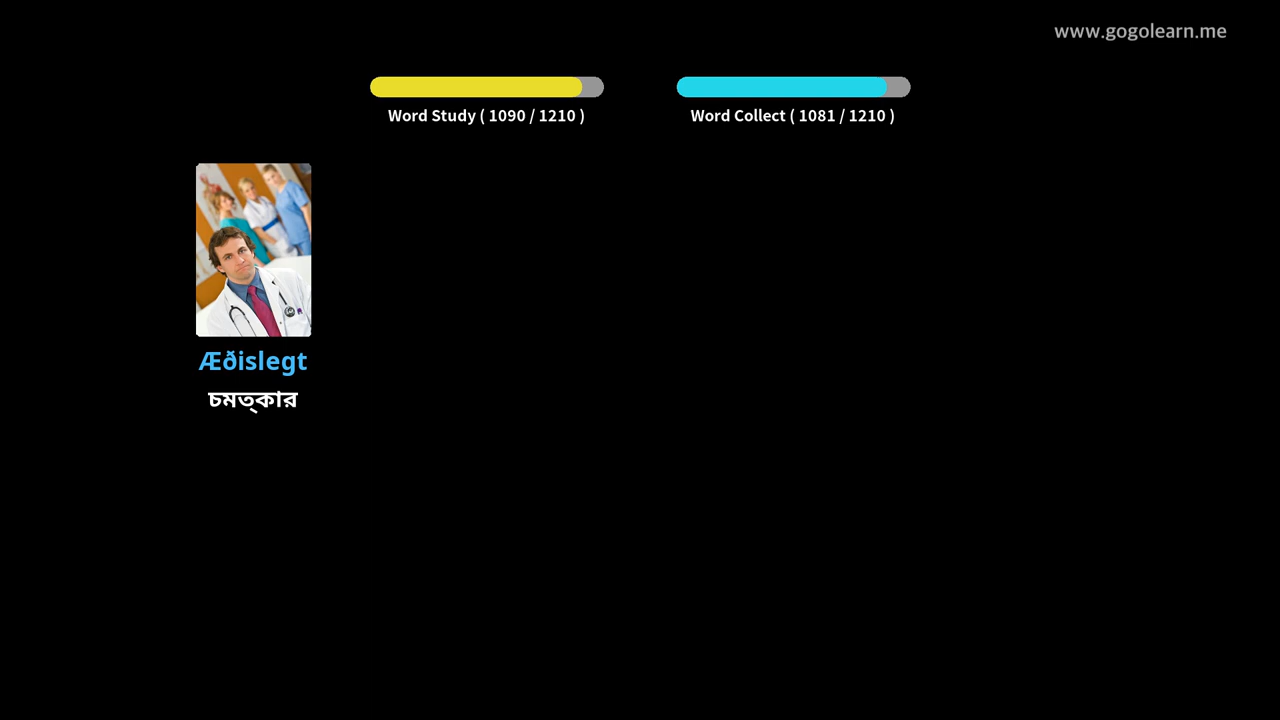 www.gogolearn.me
Word Study ( 1090 / 1210 )
Word Collect ( 1081 / 1210 )
Æðislegt
চমত্‌কার